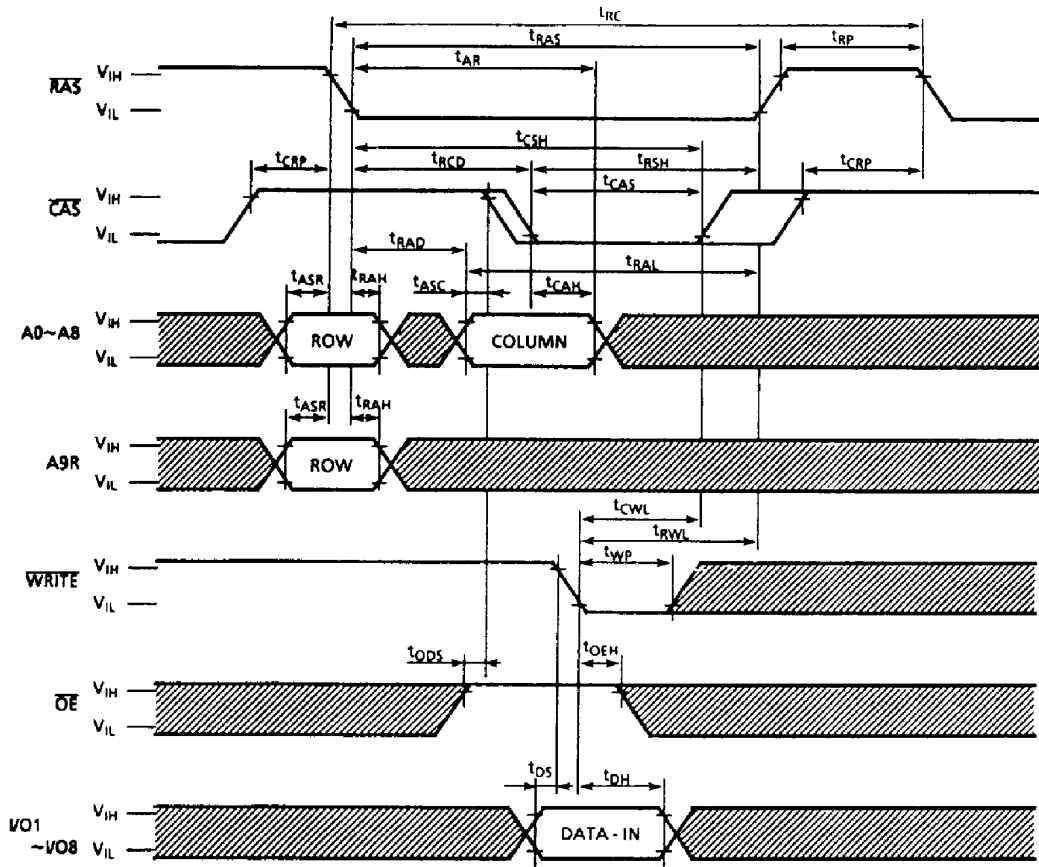 tRC
tRAS
tRP
tAR
RAS
VIH
VIL
tCSH
tCRP
tRCD
tRSH
tCRP
tCAS
CAS
VIH
VIL
tRAD
tRAL
tASR
tRAH
tASC
tCAH
A0~A8
VIH
VIL
ROW
COLUMN
tASR
tRAH
A9R
VIH
VIL
ROW
tCWL
tRWL
tWP
WRITE
VIH
VIL
tODS
tOEH
OE
VIH
VIL
tDS
tDH
I/O1
~I/O8
VIH
VIL
DATA - IN